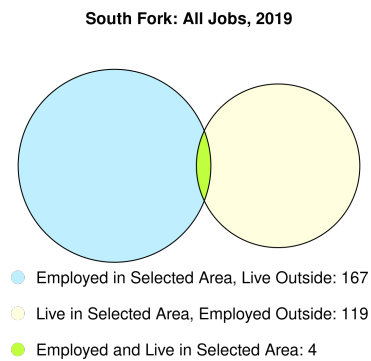 South Fork: All Jobs, 2019
Employed in Selected Area, Live Outside: 167
Live in Selected Area, Employed Outside: 119
Employed and Live in Selected Area: 4